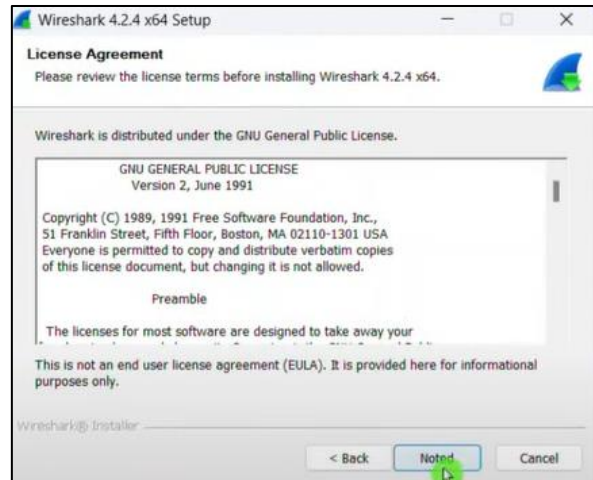 Wireshark 4.2.4 x64 Setup
License Agreement
Please review the license terms before installing Wireshark 4.2.4 x64.
Wireshark is distributed under the GNU General Public License.
GNU GENERAL PUBLIC LICENSE
Version 2, June 1991
Copyright (C) 1989, 1991 Free Software Foundation, Inc.,
51 Franklin Street, Fifth Floor, Boston, MA 02110-1301 USA
Everyone is permitted to copy and distribute verbatim copies
of this license document, but changing it is not allowed.
Preamble
The licenses for most software are designed to take away your
This is not an end user license agreement (EULA). It is provided here for informational
purposes only.
Wireshark® Installer
< Back Noted Cancel